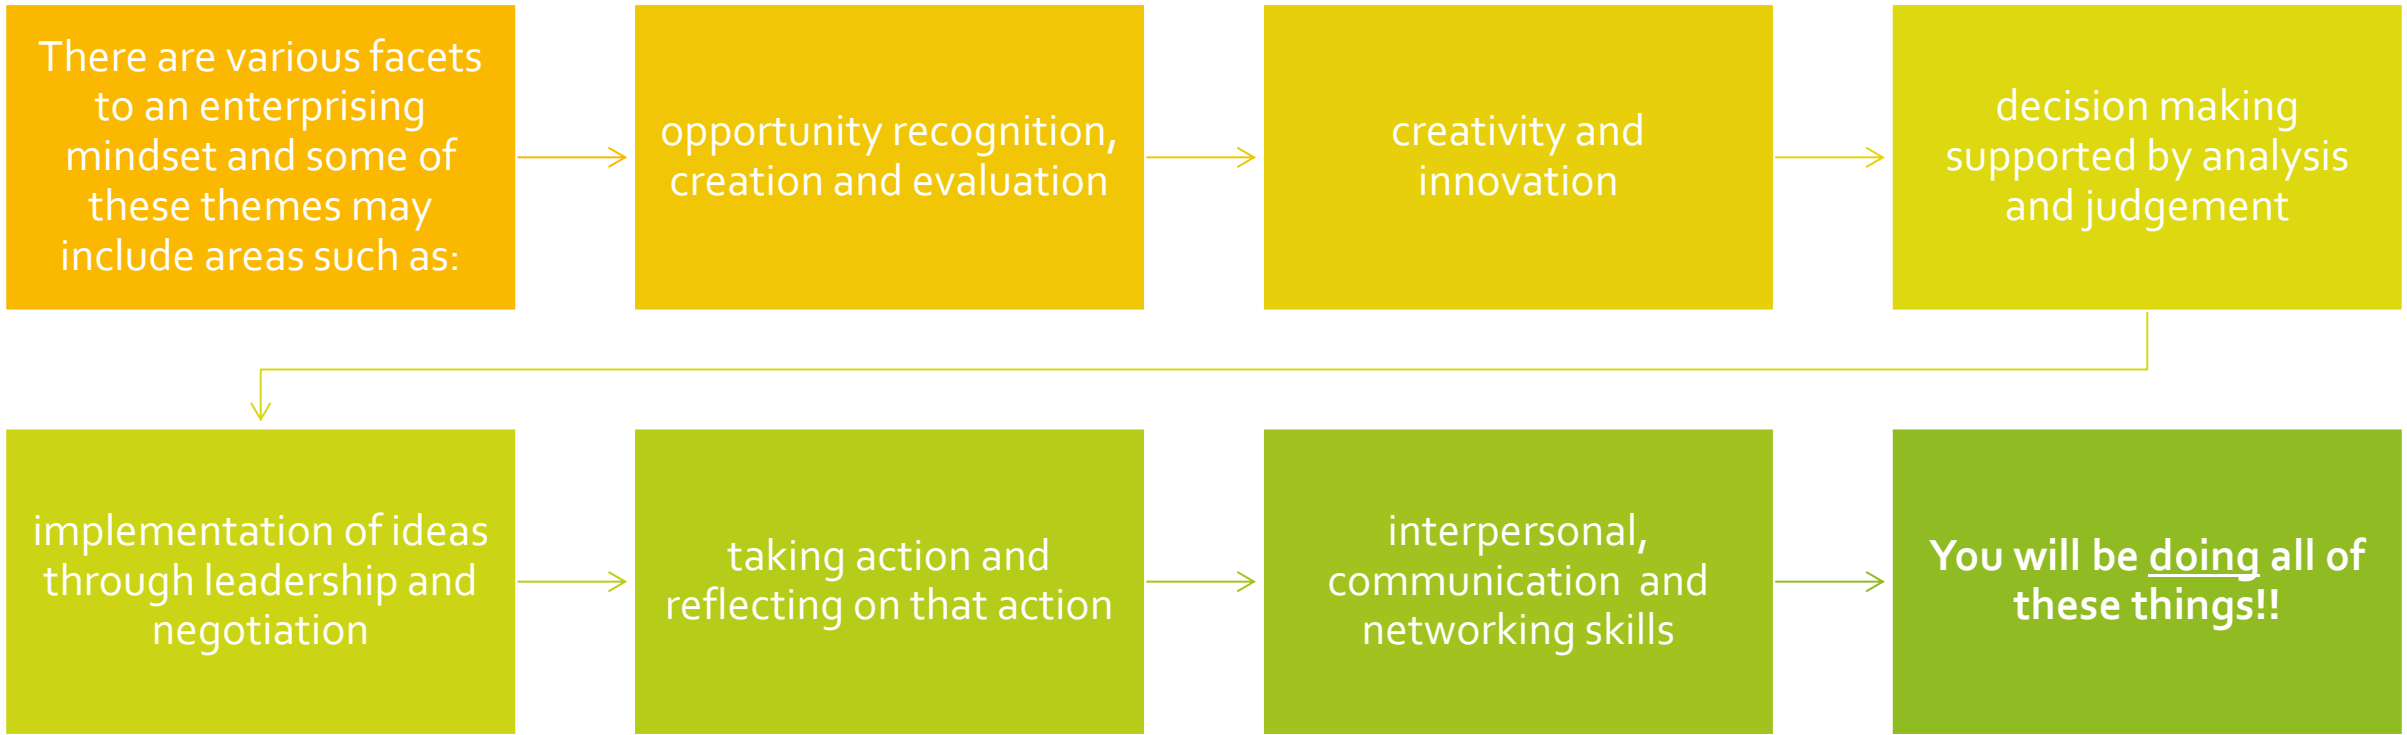 There are various facets
to an enterprising
mindset and some of
these themes may
include areas such as:
opportunity recognition,
creation and evaluation
creativity and
innovation
decision making
supported by analysis
and judgement
implementation of ideas
through leadership and
negotiation
taking action and
reflecting on that action
interpersonal,
communication  and
networking skills
You will be doing all of
these things!!